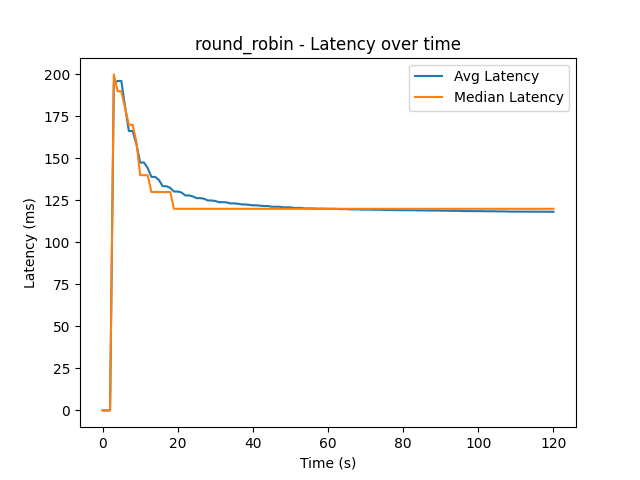 round_robin - Latency over time
Avg Latency
Median Latency
200
175
150
125
100
75
50
25
0
Latency (ms)
0 20 40 60 80 100 120
Time (s)